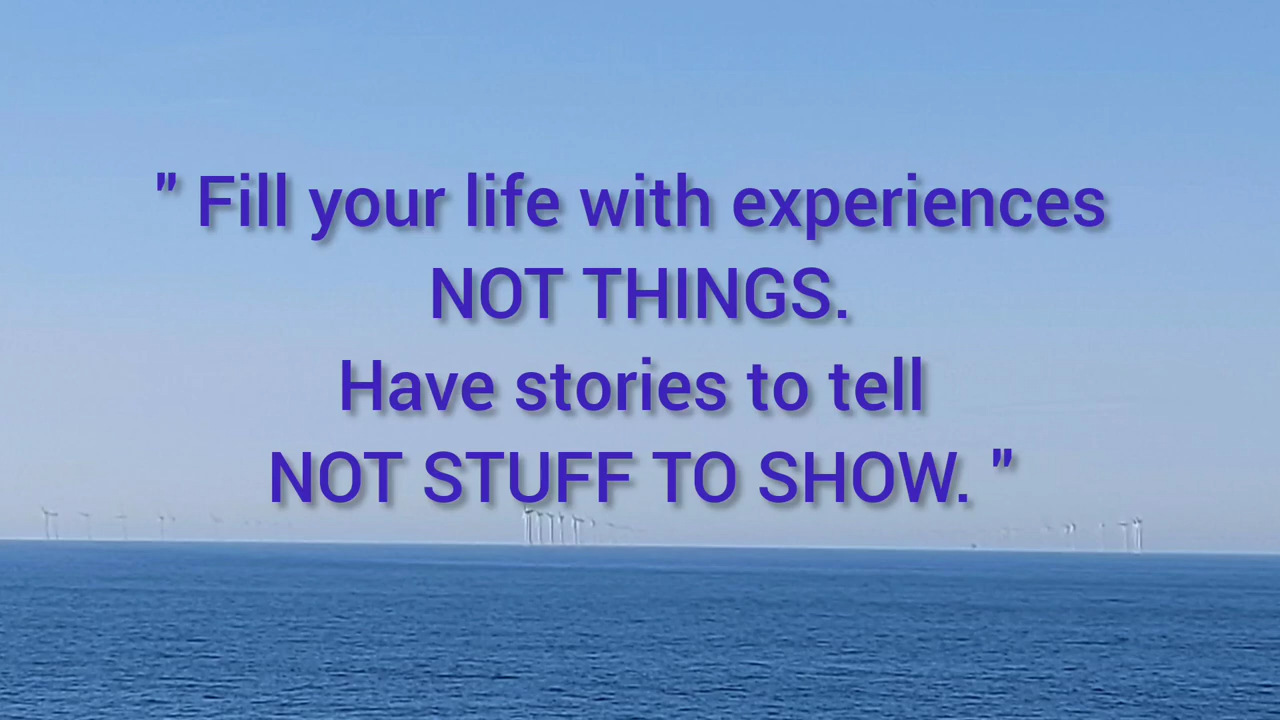 " Fill your life with experiences
NOT THINGS.
Have stories to tell
NOT STUFF TO SHOW. "